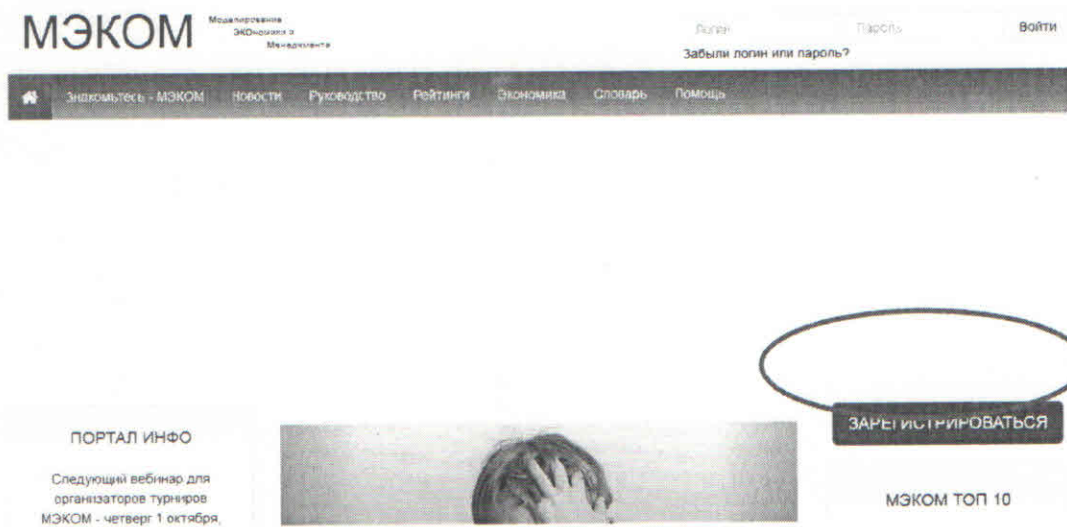 МЭКОМ
Моделирование
ЭКОномики и
Менеджмента
Логин
Пароль
Войти
Забыли логин или пароль?
Знакомьтесь - МЭКОМ Новости Руководство Рейтинги Экономика Словарь Помощь
ПОРТАЛ ИНФО
Следующий вебинар для
организаторов турниров
МЭКОМ - четверг 1 октября,
ЗАРЕГИСТРИРОВАТЬСЯ
МЭКОМ ТОП 10